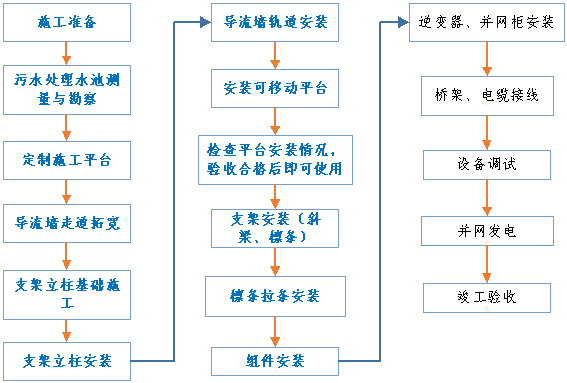 施工准备
污水处理水池测
量与勘察
定制施工平台
导流墙走道拓宽
支架立柱基础施
工
支架立柱安装
导流墙轨道安装
安装可移动平台
检查平台安装情况，
验收合格后即可使用
支架安装（斜
梁、檩条）
檩条拉条安装
组件安装
逆变器、并网柜安装
桥架、电缆接线
设备调试
并网发电
竣工验收